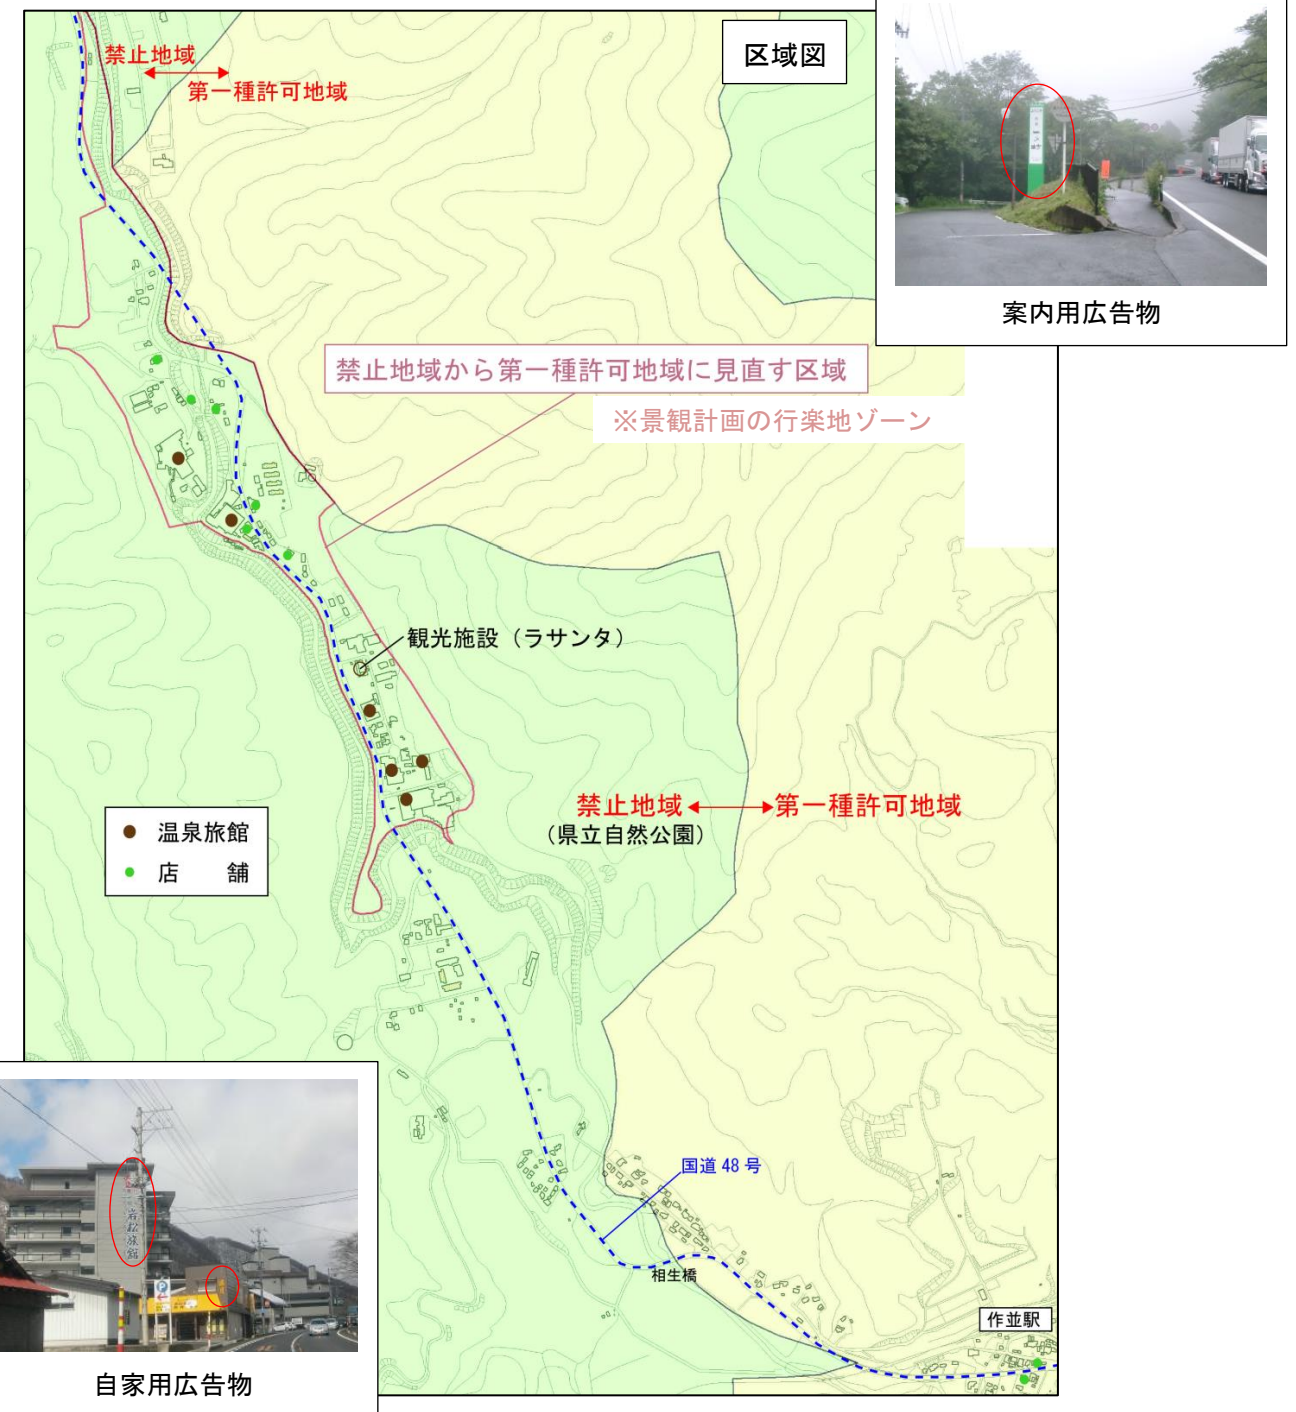 禁止地域
第一種許可地域
区域図
案内用広告物
禁止地域から第一種許可地域に見直す区域
※景観計画の行楽地ゾーン
観光施設（ラサンタ）
禁止地域
第一種許可地域
（県立自然公園）
温泉旅館
店　舗
国道 48 号
相生橋
作並駅
岩松旅館
P
自家用広告物